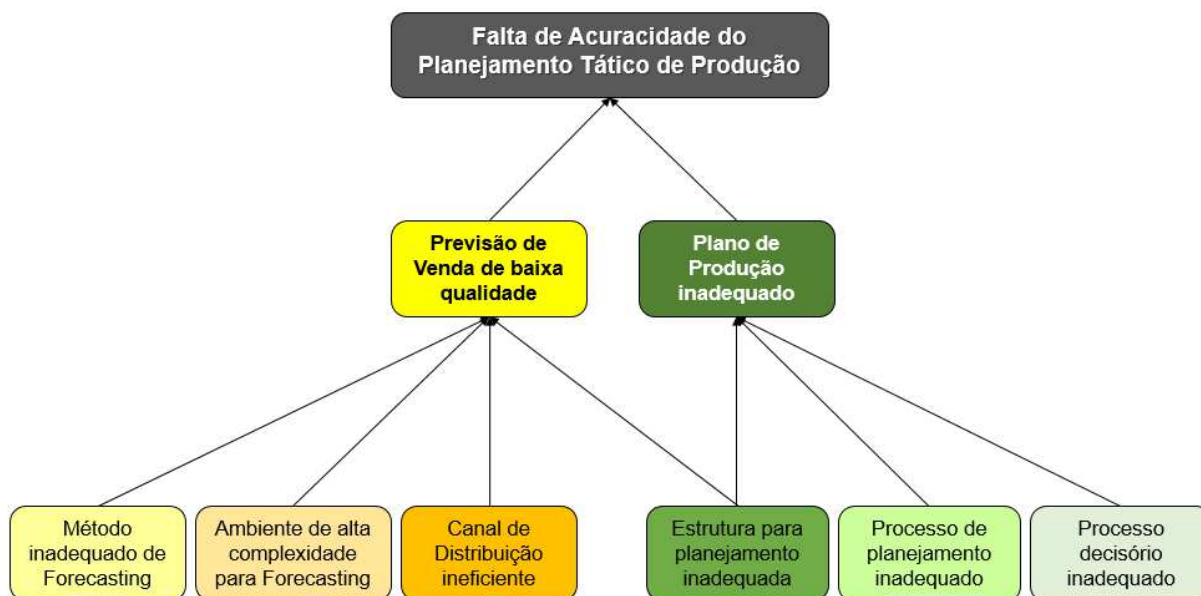 Falta de Acuracidade do
Planejamento Tático de Produção
Previsão de
Venda de baixa
qualidade
Plano de
Produção
inadequado
Método
inadequado de
Forecasting
Ambiente de alta
complexidade
para Forecasting
Canal de
Distribuição
ineficiente
Estrutura para
planejamento
inadequada
Processo de
planejamento
inadequado
Processo
decisório
inadequado